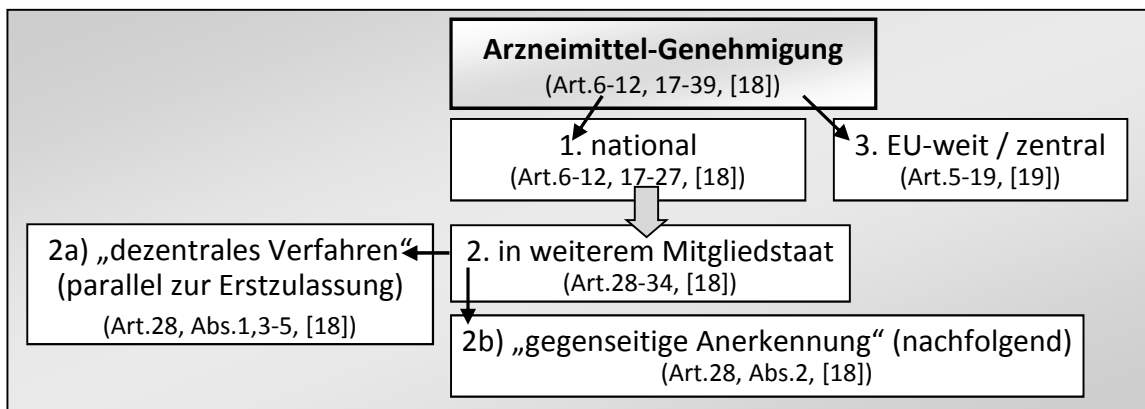 Arzneimittel-Genehmigung
(Art.6-12, 17-39, [18])
1. national
(Art.6-12, 17-27, [18])
3. EU-weit / zentral
(Art.5-19, [19])
2a) „dezentrales Verfahren“
(parallel zur Erstzulassung)
(Art.28, Abs.1,3-5, [18])
2. in weiterem Mitgliedstaat
(Art.28-34, [18])
2b) „gegenseitige Anerkennung“ (nachfolgend)
(Art.28, Abs.2, [18])